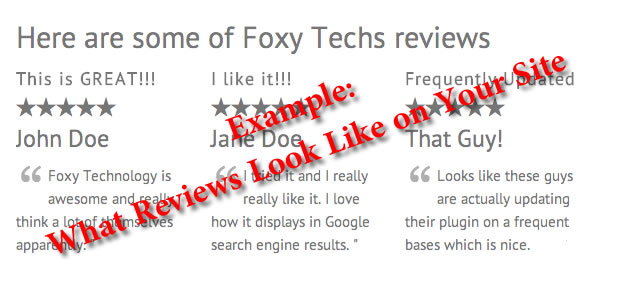 Here are some of Foxy Techs reviews
This is GREAT!!!
★★★★★
John Doe
“ Foxy Technology is
awesome and really
think a lot of themselves
apparently."
I like it!!!
★★★★★
Jane Doe
“ I tried it and I really
really like it. I love
how it displays in Google
search engine results. "
Frequently Updated
★★★★★
That Guy!
“ Looks like these guys
are actually updating
their plugin on a frequent
bases which is nice.
Example:
What Reviews Look Like on Your Site